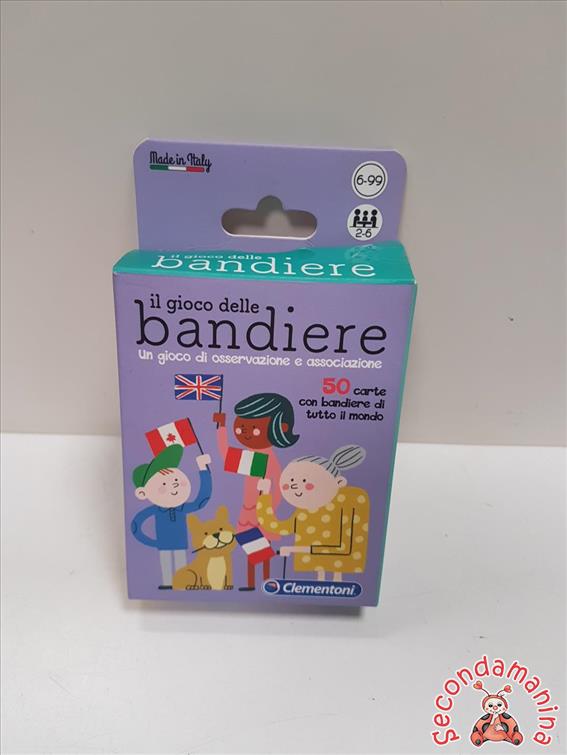 Made in Italy
6-99
2-6
il gioco delle
bandiere
il gioco delle
bandiere
Un gioco di osservazione e associazione
50 carte
con bandiere di
tutto il mondo
Clementoni
Secondamanina